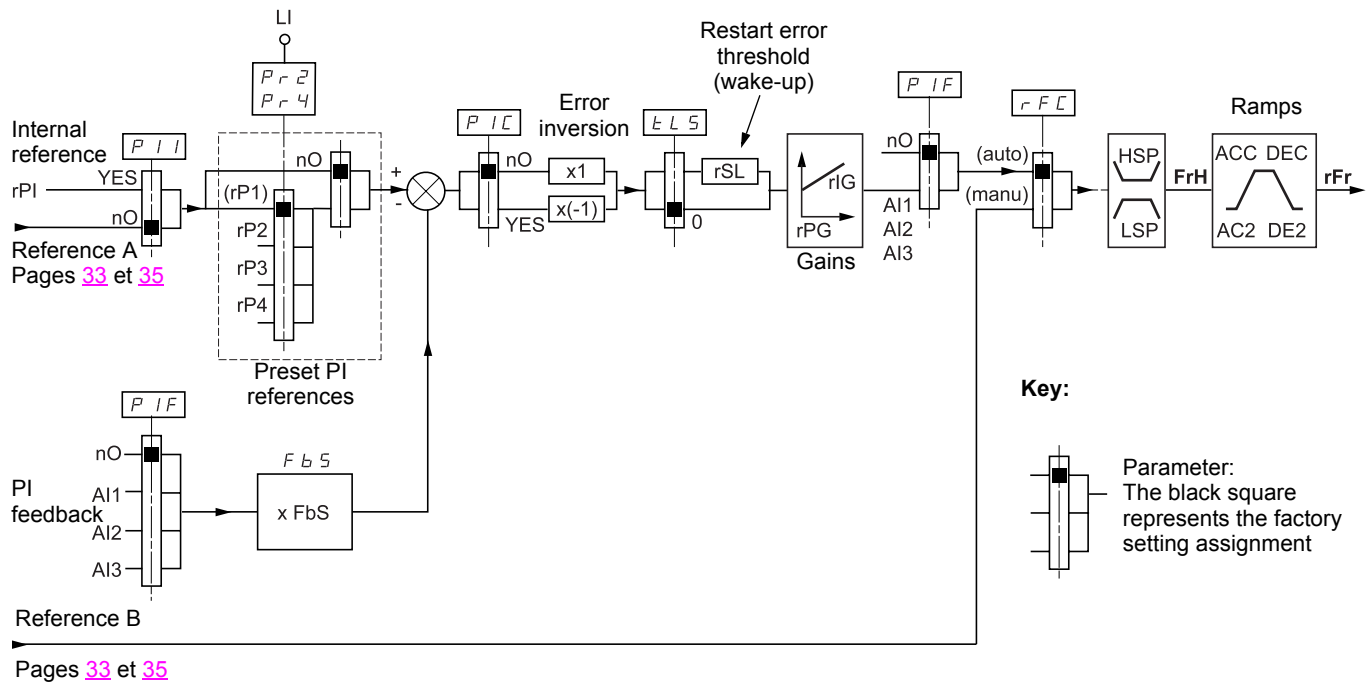 LI
Pr2
Pr4
Restart error
threshold
(wake-up)
PIF
rFC
Ramps
Internal
reference
PII
rPI
YES
nO
Reference A
Pages 33 et 35
nO
(rP1)
rP2
rP3
rP4
Preset PI
references
+
-
PIC
Error
inversion
nO
x1
YES
x(-1)
tLS
rSL
0
rIG
rPG
Gains
nO
AI1
AI2
AI3
(auto)
(manu)
HSP
LSP
FrH
ACC DEC
AC2 DE2
rFr
PIF
PI
feedback
nO
AI1
AI2
AI3
FbS
x FbS
Key:
Parameter:
The black square
represents the factory
setting assignment
Reference B
Pages 33 et 35